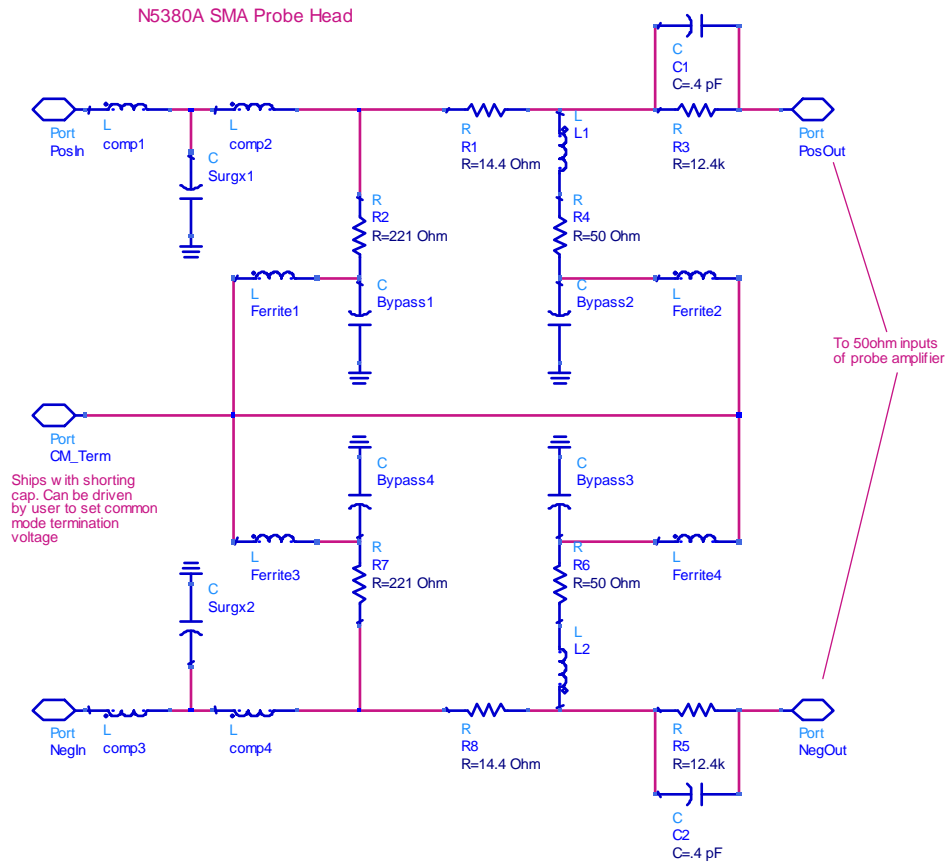 N5380A SMA Probe Head
C
C1
C=.4 pF
Port
PosIn
L
comp1
L
comp2
R
R1
R=14.4 Ohm
L
L1
R
R3
R=12.4k
Port
PosOut
C
Surgx1
R
R2
R=221 Ohm
R
R4
R=50 Ohm
L
Ferrite1
C
Bypass1
C
Bypass2
L
Ferrite2
To 50ohm inputs
of probe amplifier
Port
CM_Term
Ships with shorting
cap. Can be driven
by user to set common
mode termination
voltage
C
Bypass4
C
Bypass3
L
Ferrite3
R
R7
R=221 Ohm
R
R6
R=50 Ohm
L
Ferrite4
C
Surgx2
L
L2
Port
NegIn
L
comp3
L
comp4
R
R8
R=14.4 Ohm
R
R5
R=12.4k
Port
NegOut
C
C2
C=.4 pF